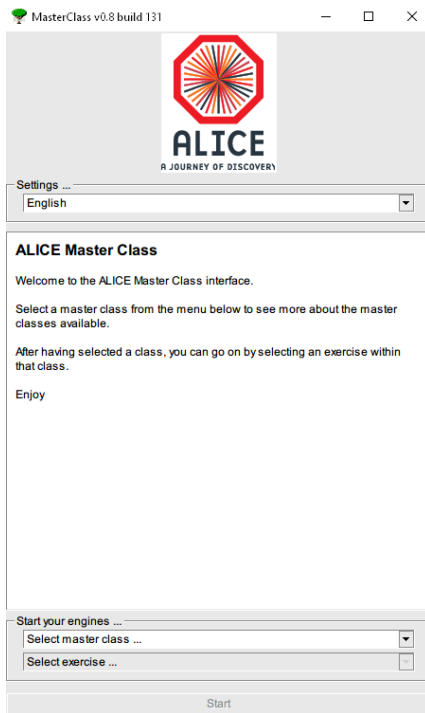 MasterClass v0.8 build 131
ALICE
A JOURNEY OF DISCOVERY
Settings ...
English
ALICE Master Class
Welcome to the ALICE Master Class interface.
Select a master class from the menu below to see more about the master
classes available.
After having selected a class, you can go on by selecting an exercise within
that class.
Enjoy
Start your engines ...
Select master class ...
Select exercise ...
Start